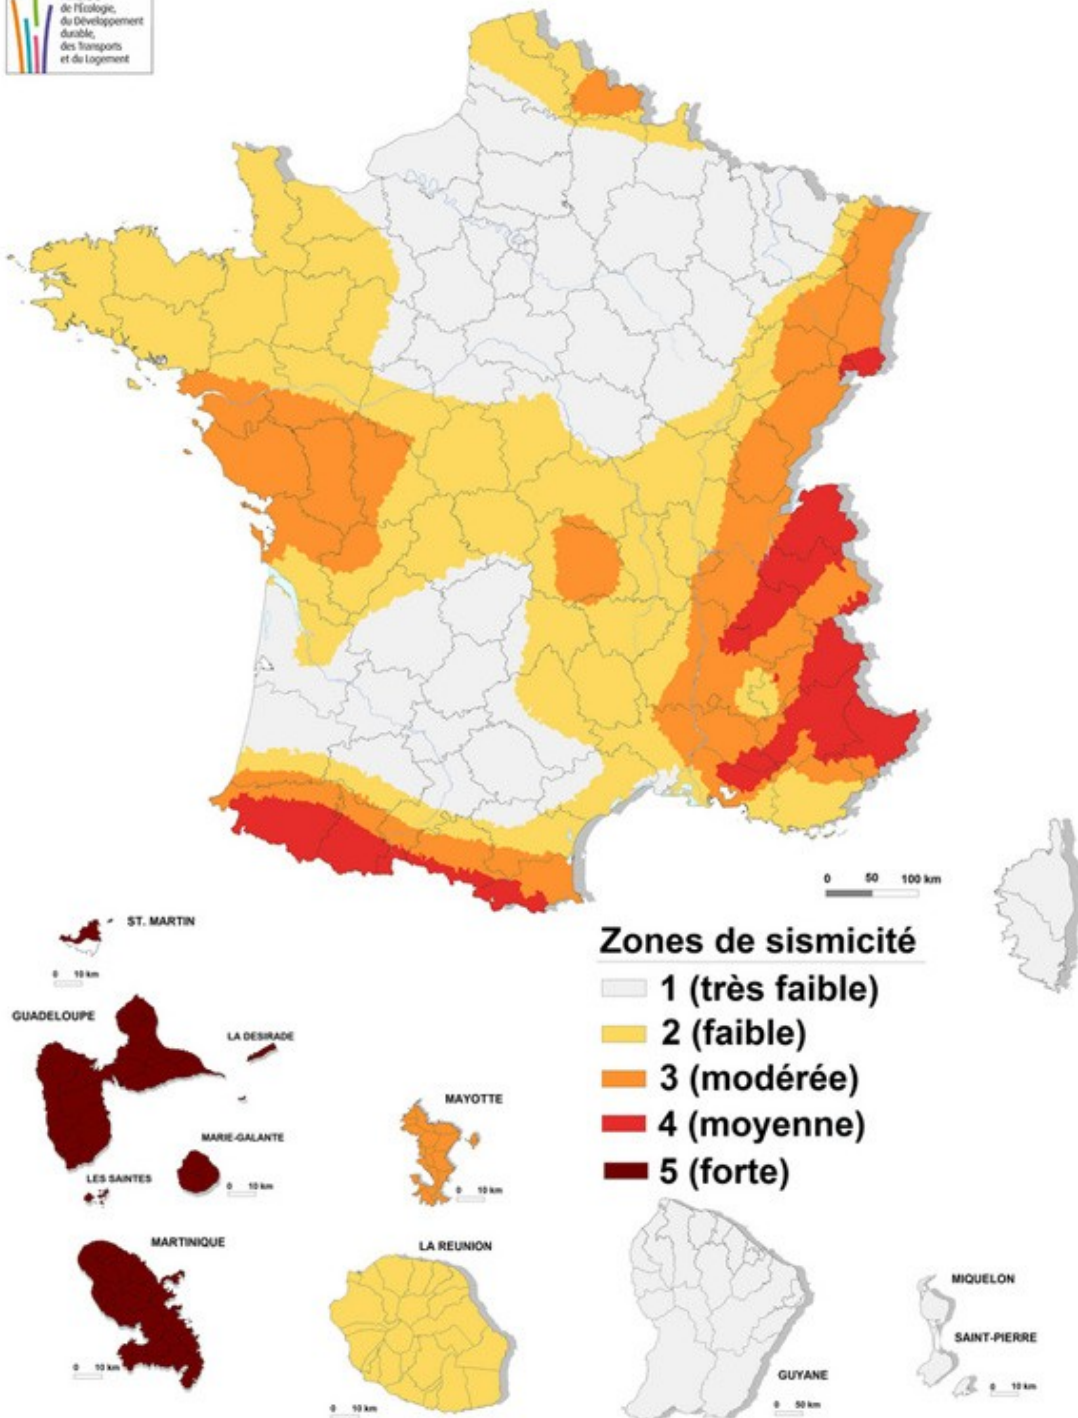 de l'Écologie,
du Développement
durable,
des Transports
et du Logement
0 50 100 km
ST. MARTIN
0 10 km
GUADELOUPE
LA DESIRADE
MARIE-GALANTE
0 10 km
LES SAINTES
MAYOTTE
0 10 km
Zones de sismicité
1 (très faible)
2 (faible)
3 (modérée)
4 (moyenne)
5 (forte)
MARTINIQUE
0 10 km
LA REUNION
0 10 km
GUYANE
0 50 km
MIQUELON
SAINT-PIERRE
0 10 km